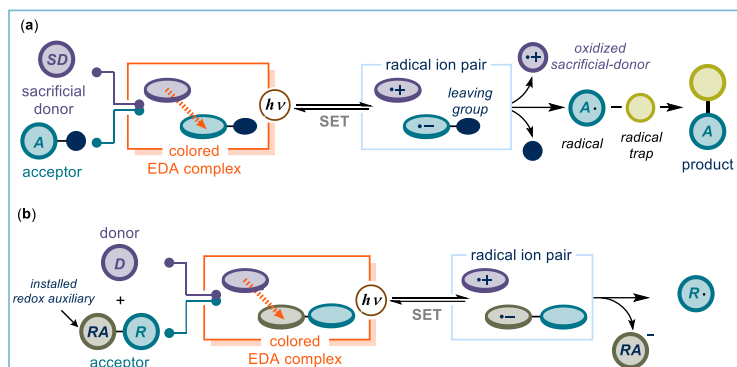 (a)
SD
sacrificial
donor
A
acceptor
colored
EDA complex
hν
SET
radical ion pair
•+
•–
leaving
group
•+
oxidized
sacrificial-donor
A•
radical
radical
trap
A
product
(b)
donor
D
installed
redox auxiliary
+
RA
R
acceptor
colored
EDA complex
hν
SET
radical ion pair
•+
•–
R•
RA
–